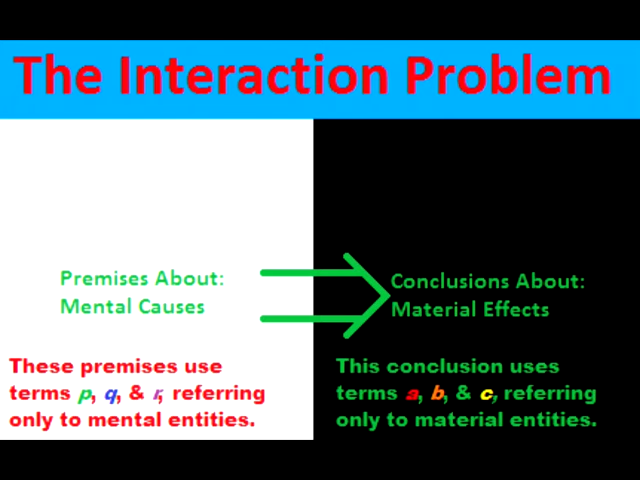 The Interaction Problem
Premises About:
Mental Causes
Conclusions About:
Material Effects
These premises use
terms p, q, & r, referring
only to mental entities.
This conclusion uses
terms a, b, & c, referring
only to material entities.